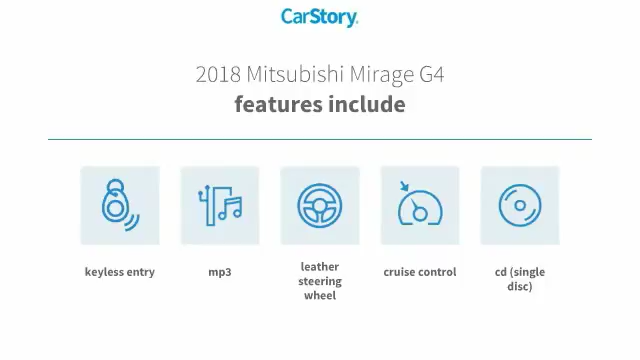 CarStory.
2018 Mitsubishi Mirage G4
features include
keyless entry
mp3
leather
steering
wheel
cruise control
cd (single
disc)